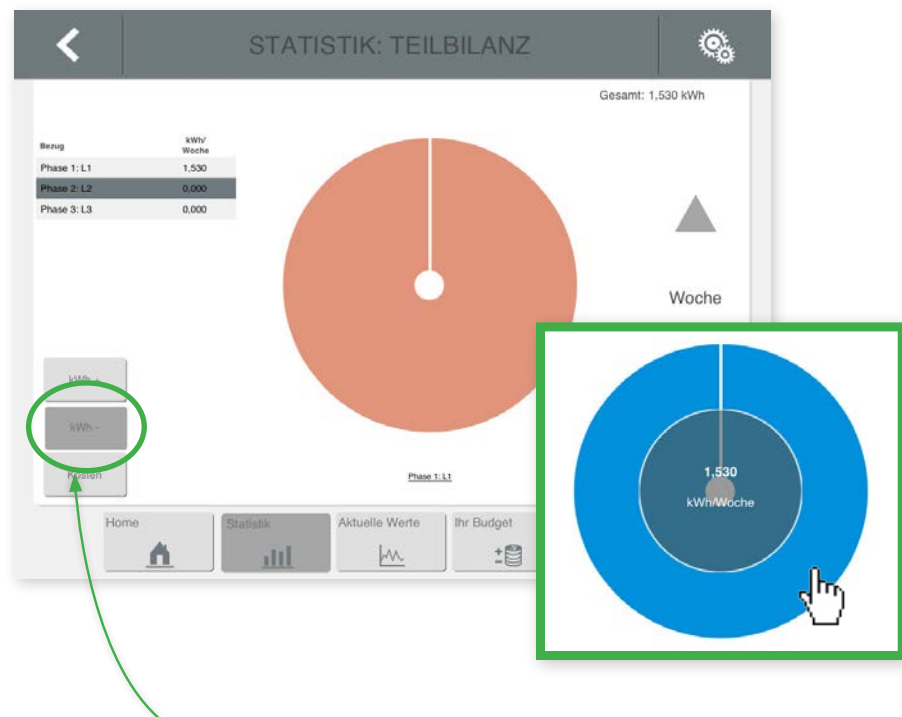 STATISTIK: TEILBILANZ
Gesamt: 1,530 kWh
Bezug kWh/
Woche
Phase 1: L1 1,530
Phase 2: L2 0,000
Phase 3: L3 0,000
Woche
kWh +
kWh -
Kosten
Phase 1: L1
1,530
kWh/Woche
Home Statistik Aktuelle Werte Ihr Budget